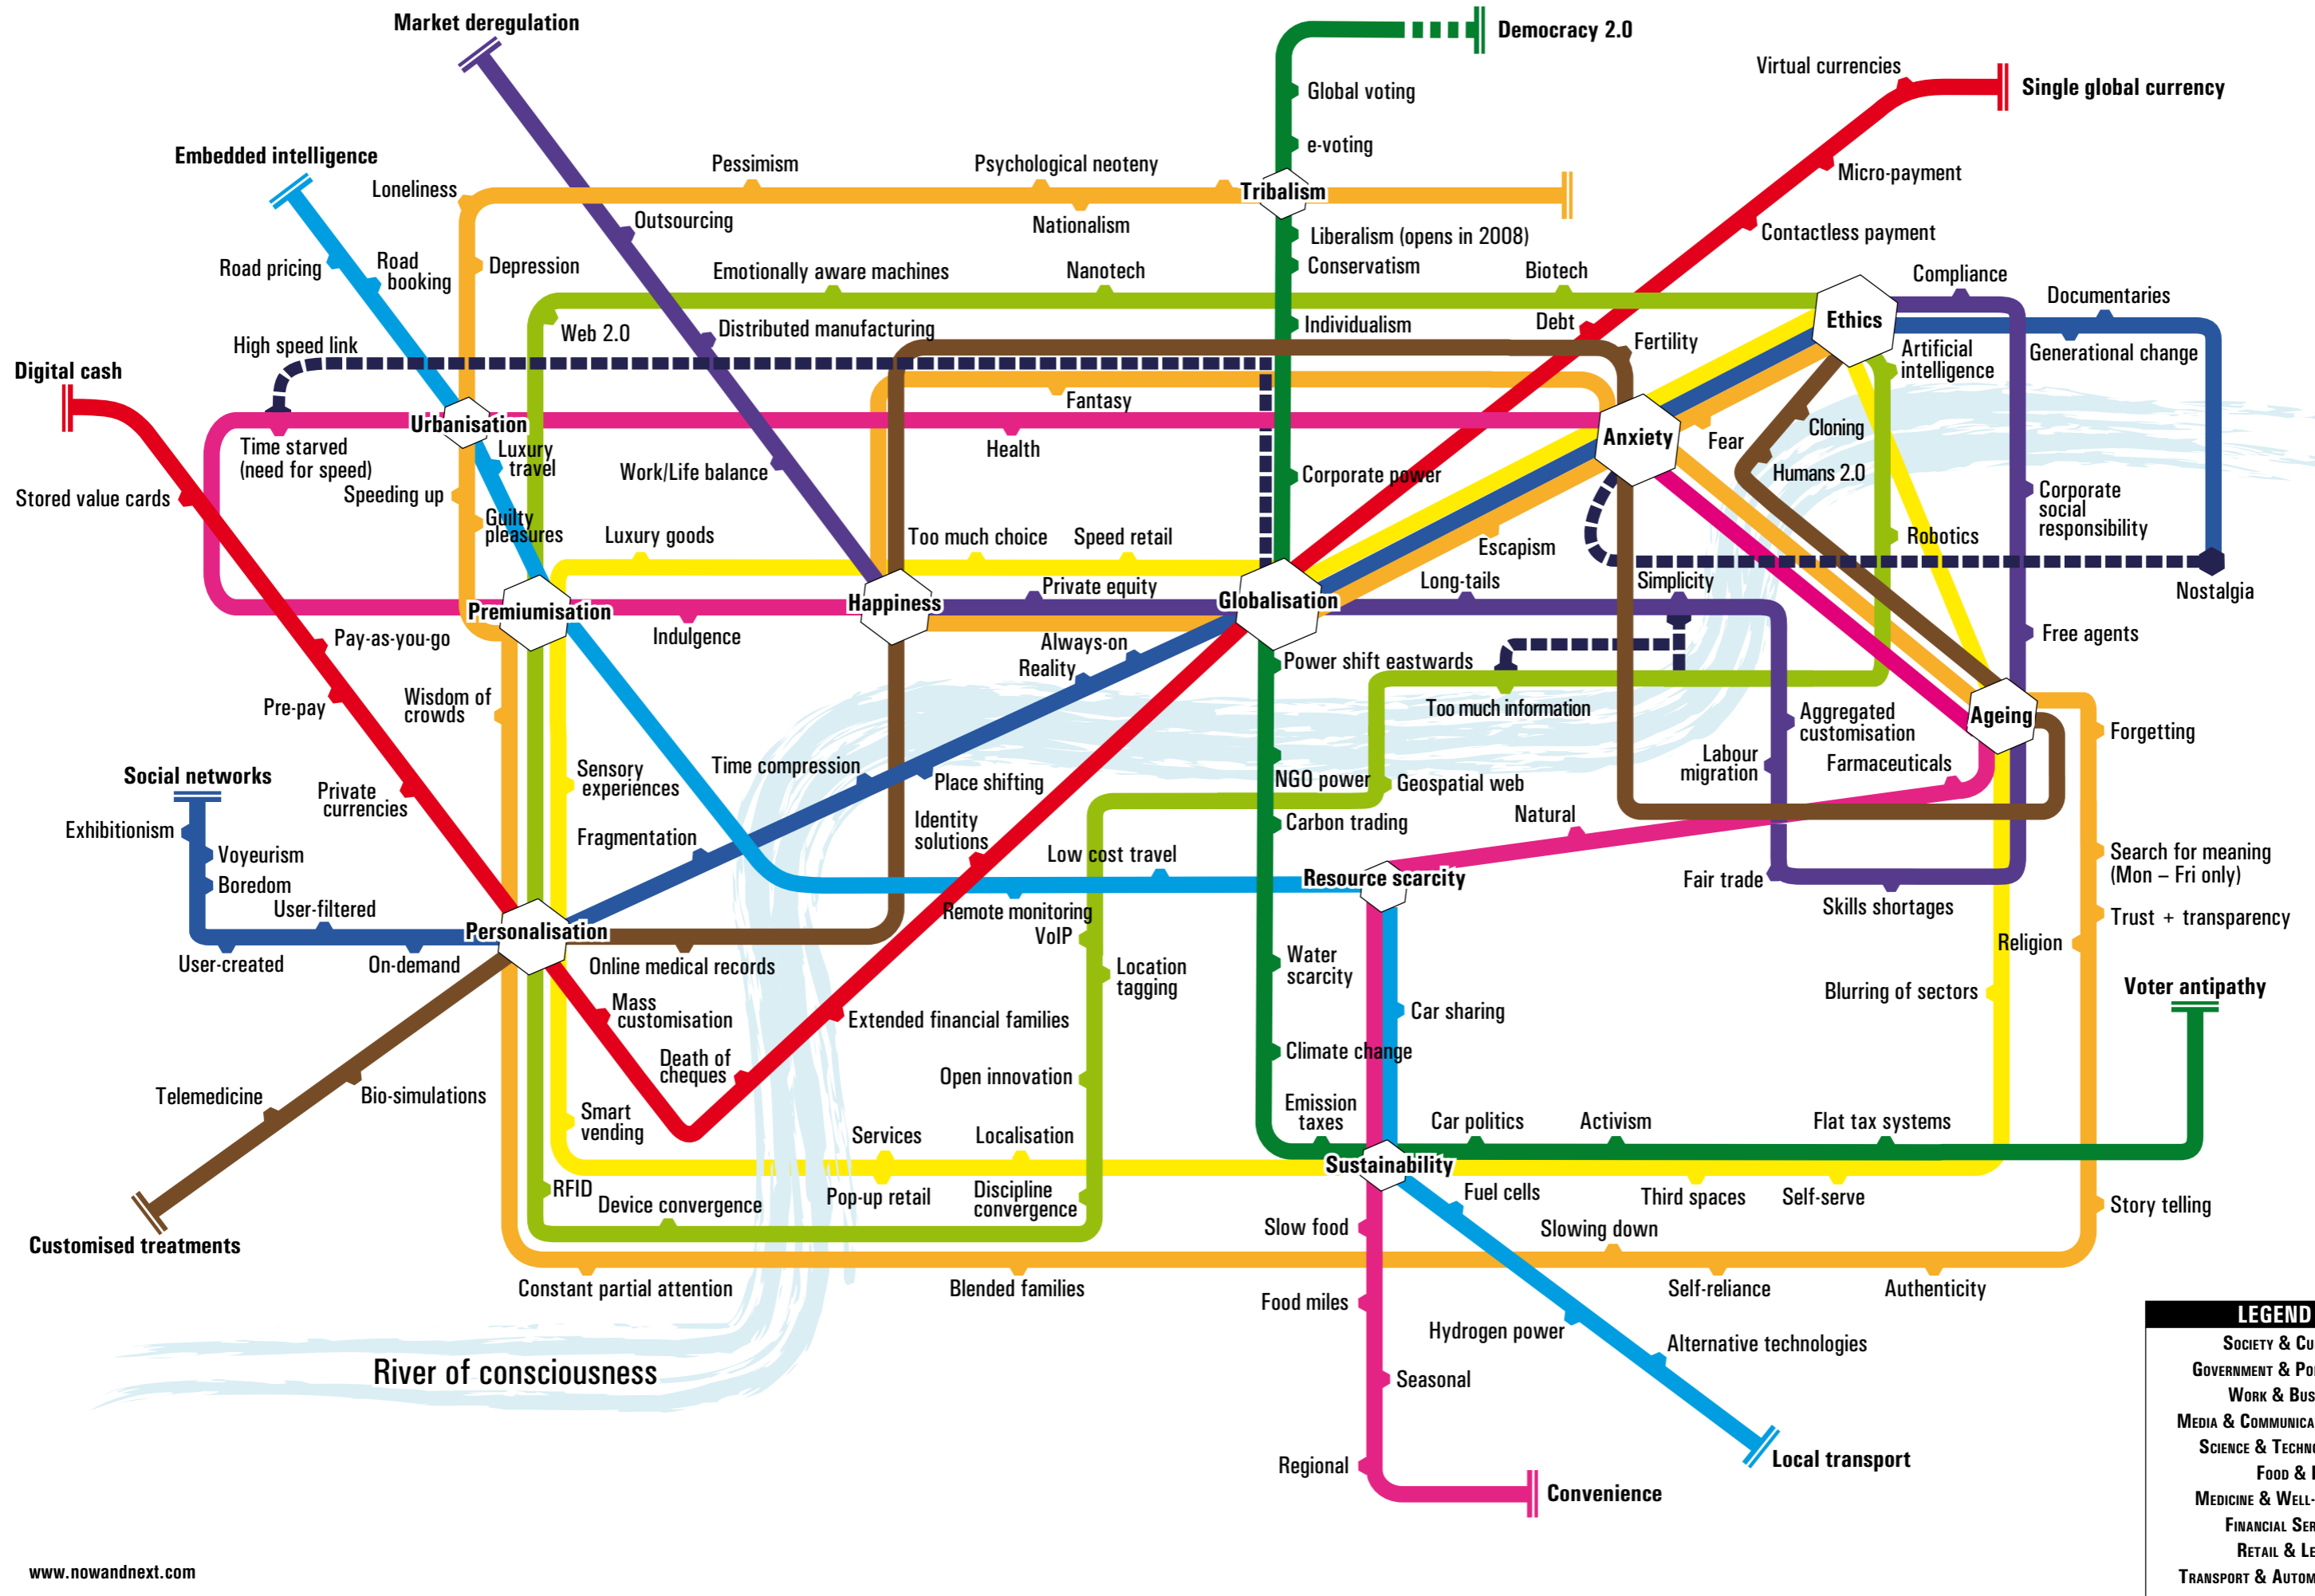 Market deregulation
Democracy 2.0
Virtual currencies
Single global currency
Global voting
e-voting
Micro-payment
Embedded intelligence
Pessimism
Psychological neoteny
Loneliness
Tribalism
Outsourcing
Nationalism
Liberalism (opens in 2008)
Contactless payment
Road pricing
Road
booking
Depression
Emotionally aware machines
Nanotech
Conservatism
Biotech
Compliance
Documentaries
Web 2.0
Distributed manufacturing
Individualism
Debt
Ethics
High speed link
Fertility
Artificial
intelligence
Generational change
Digital cash
Fantasy
Urbanisation
Time starved
(need for speed)
Luxury
travel
Health
Anxiety
Fear
Cloning
Work/Life balance
Corporate power
Humans 2.0
Stored value cards
Speeding up
Guilty
pleasures
Corporate
social
responsibility
Luxury goods
Too much choice
Speed retail
Escapism
Robotics
Long-tails
Simplicity
Nostalgia
Private equity
Premiumisation
Happiness
Globalisation
Pay-as-you-go
Indulgence
Always-on
Reality
Free agents
Power shift eastwards
Pre-pay
Wisdom of
crowds
Too much information
Aggregated
customisation
Ageing
Forgetting
Labour
migration
Farmaceuticals
Social networks
Sensory
experiences
Time compression
Place shifting
NGO power
Geospatial web
Private
currencies
Natural
Exhibitionism
Voyeurism
Boredom
Fragmentation
Identity
solutions
Carbon trading
Low cost travel
Resource scarcity
Fair trade
Search for meaning
(Mon – Fri only)
User-filtered
Remote monitoring
Skills shortages
Trust + transparency
Personalisation
VoIP
Religion
User-created
On-demand
Online medical records
Location
tagging
Water
scarcity
Blurring of sectors
Voter antipathy
Mass
customisation
Extended financial families
Car sharing
Death of
cheques
Climate change
Telemedicine
Bio-simulations
Open innovation
Emission
taxes
Car politics
Activism
Flat tax systems
Smart
vending
Services
Localisation
Sustainability
RFID
Device convergence
Pop-up retail
Discipline
convergence
Fuel cells
Third spaces
Self-serve
Story telling
Slow food
Slowing down
Customised treatments
Constant partial attention
Blended families
Self-reliance
Authenticity
Food miles
Hydrogen power
Alternative technologies
River of consciousness
Seasonal
Regional
Local transport
Convenience
LEGEND
SOCIETY &
GOVERNMENT &
WORK &
MEDIA &
SCIENCE &
FOOD &
MEDICINE &
FINANCIAL
RETAIL &
TRANSPORT &
www.nowandnext.com